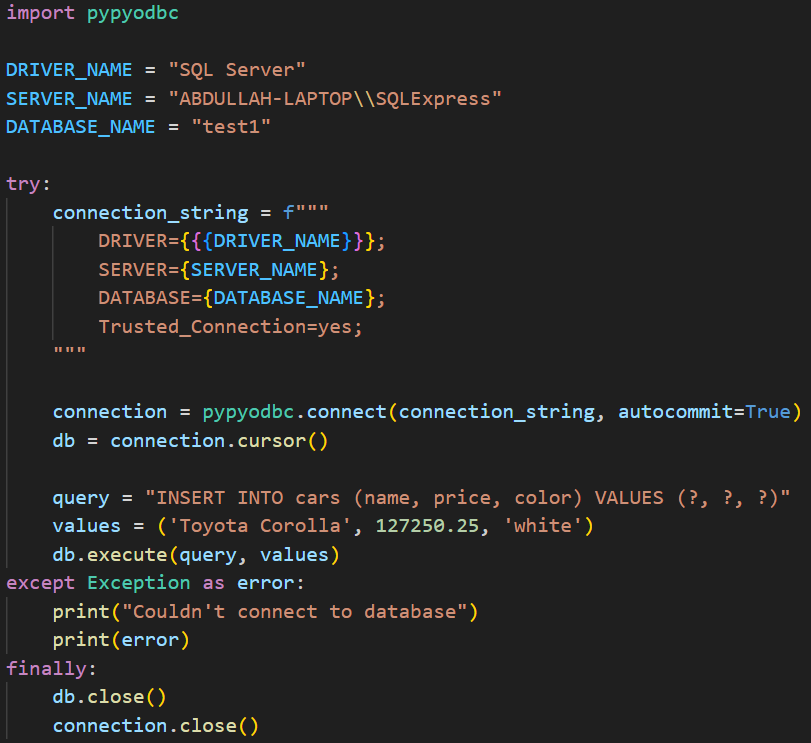 import pypyodbc

DRIVER_NAME = "SQL Server"
SERVER_NAME = "ABDULLAH-LAPTOP\\SQLExpress"
DATABASE_NAME = "test1"

try:
    connection_string = f"""
        DRIVER={{{DRIVER_NAME}}};
        SERVER={SERVER_NAME};
        DATABASE={DATABASE_NAME};
        Trusted_Connection=yes;
    """

    connection = pypyodbc.connect(connection_string, autocommit=True)
    db = connection.cursor()

    query = "INSERT INTO cars (name, price, color) VALUES (?, ?, ?)"
    values = ('Toyota Corolla', 127250.25, 'white')
    db.execute(query, values)
except Exception as error:
    print("Couldn't connect to database")
    print(error)
finally:
    db.close()
    connection.close()